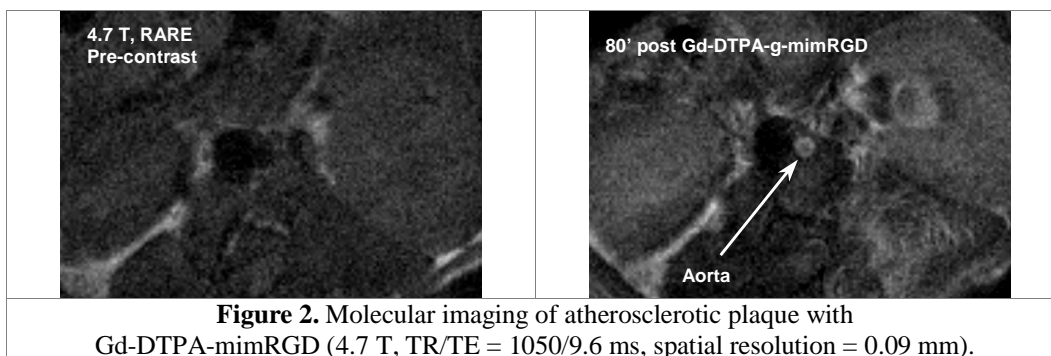 4.7 T, RARE
Pre-contrast
80' post Gd-DTPA-g-mimRGD
Aorta
Figure 2. Molecular imaging of atherosclerotic plaque with
Gd-DTPA-mimRGD (4.7 T, TR/TE = 1050/9.6 ms, spatial resolution = 0.09 mm).